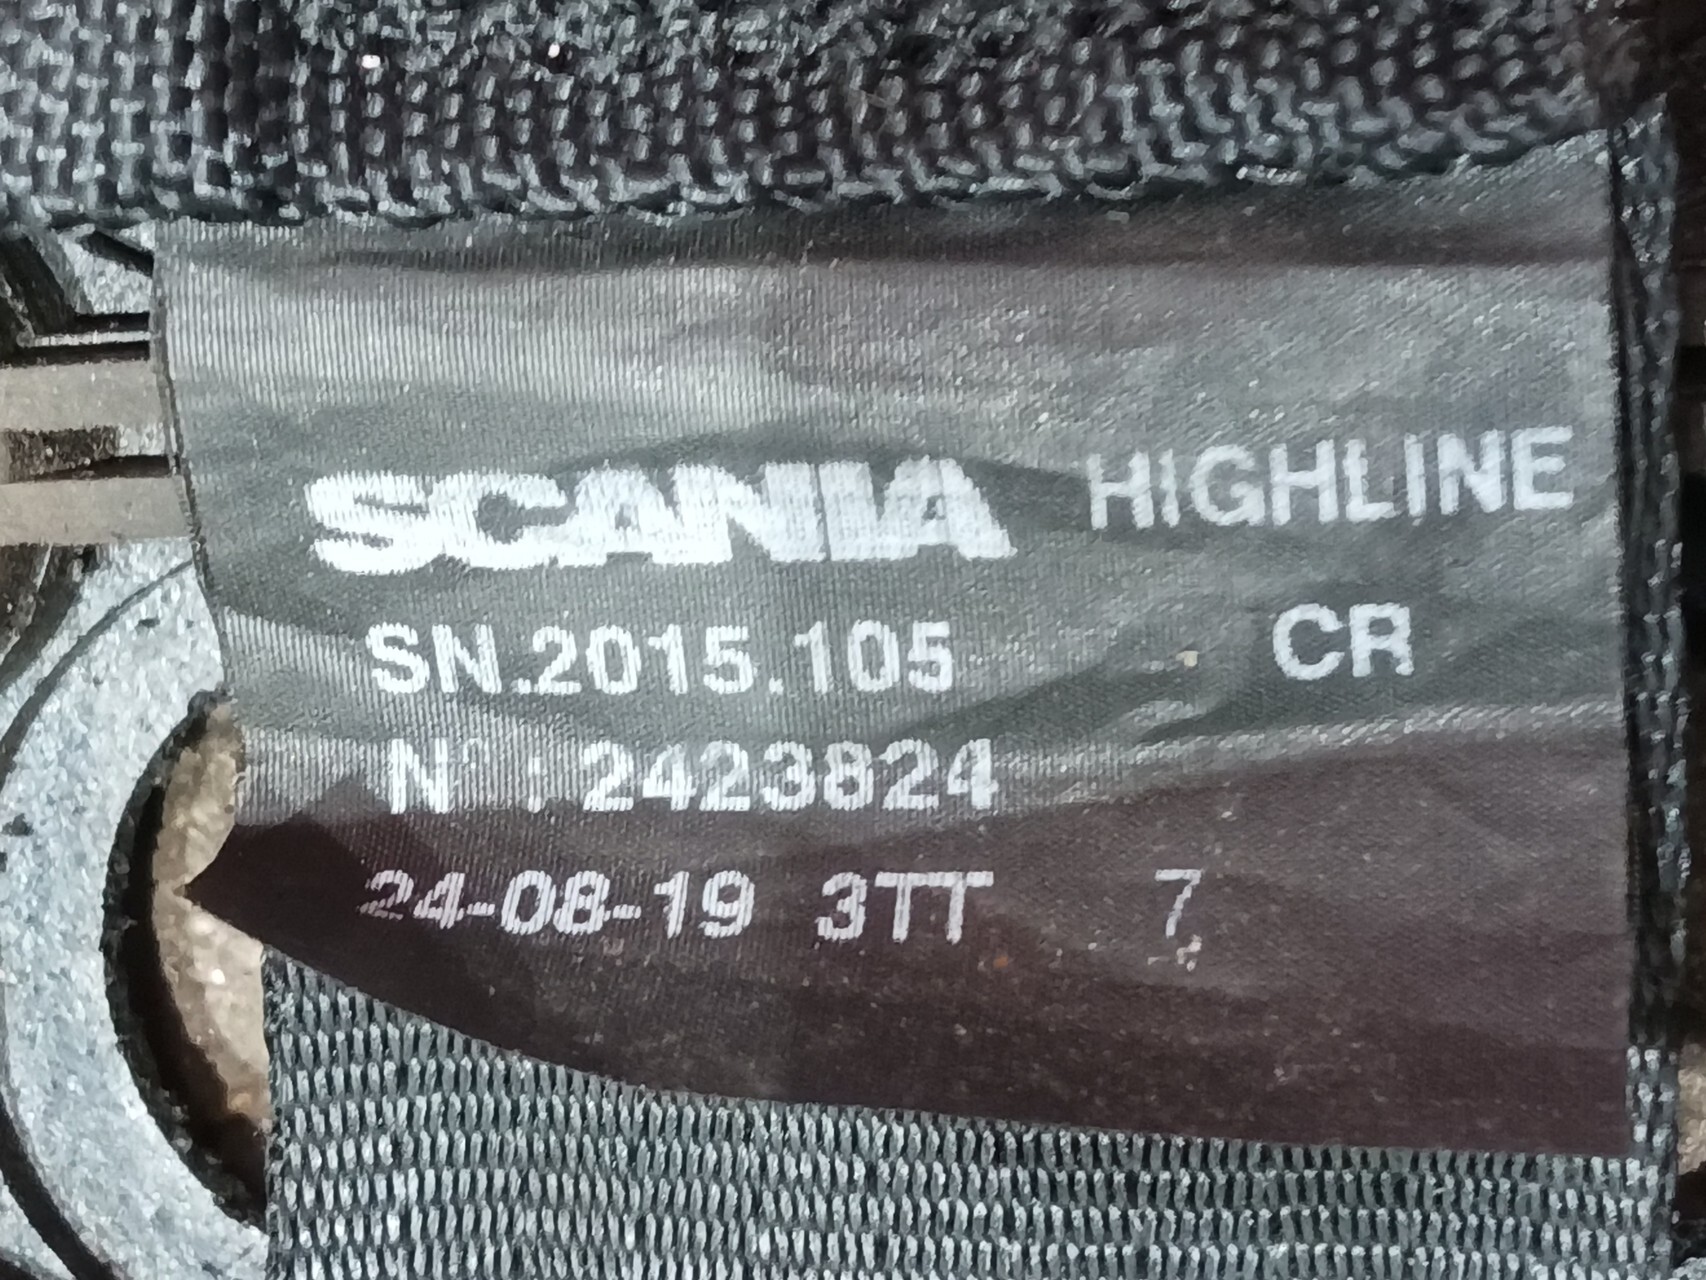 SCANIA HIGHLINE
SN.2015.105 CR
N° : 2423824
24-08-19 3TT 7